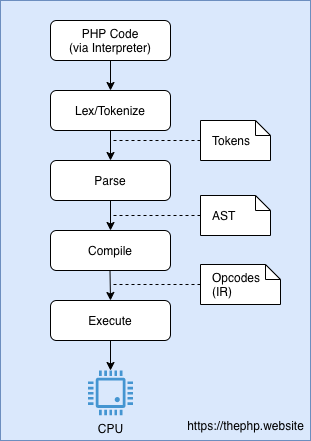 PHP Code
(via Interpreter)
Lex/Tokenize
Tokens
Parse
AST
Compile
Opcodes
(IR)
Execute
CPU
https://thephp.website